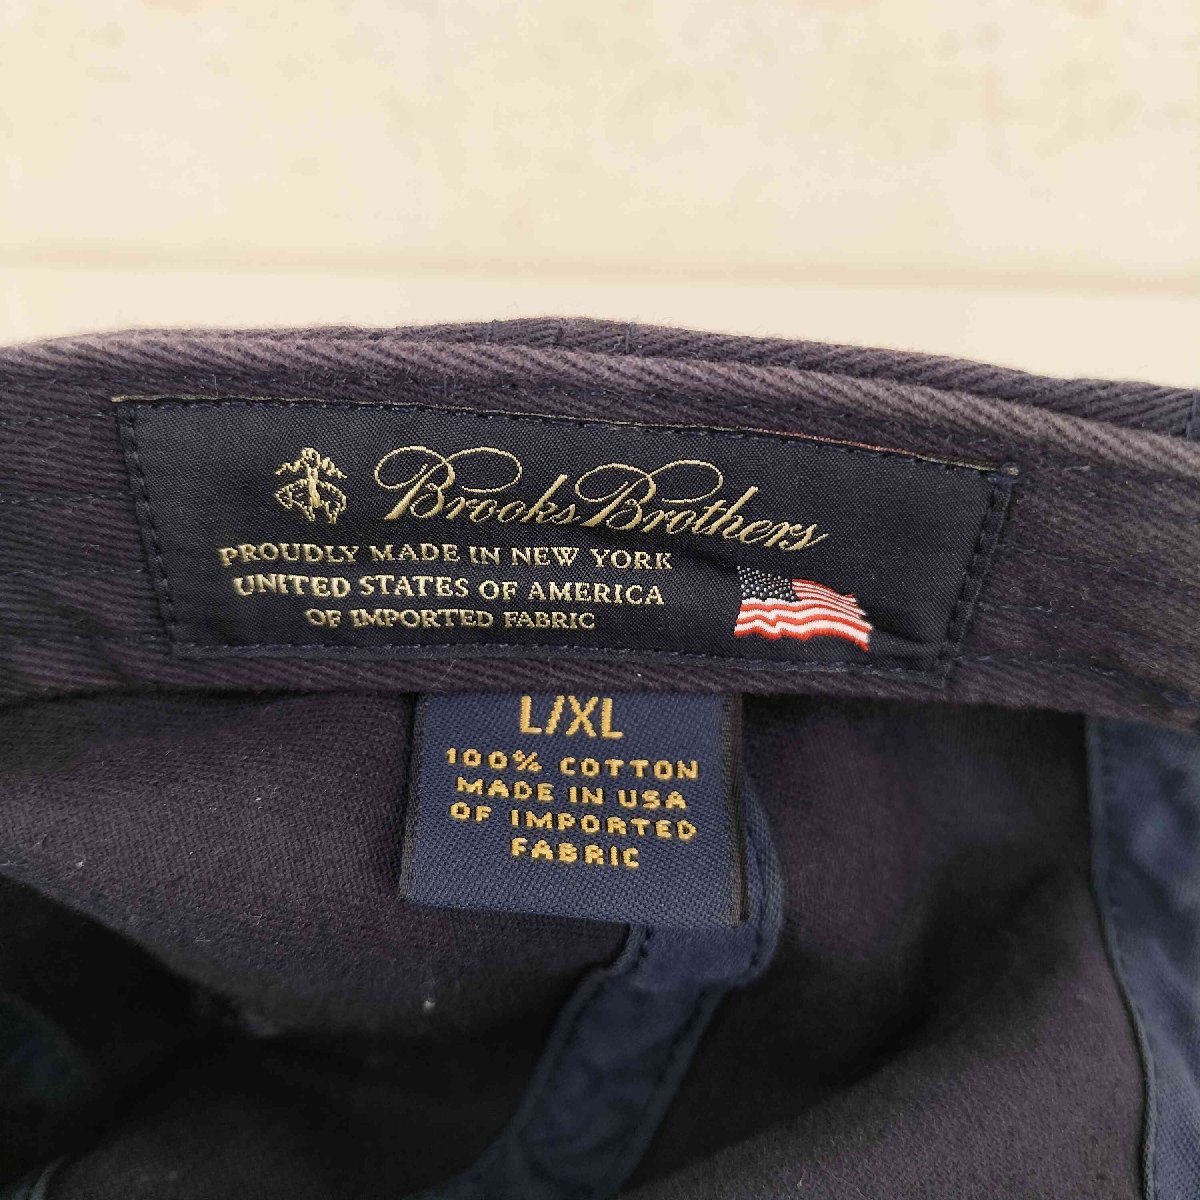 Brooks Brothers
PROUDLY MADE IN NEW YORK
UNITED STATES OF AMERICA
OF IMPORTED FABRIC
L/XL
100% COTTON
MADE IN USA
OF IMPORTED
FABRIC